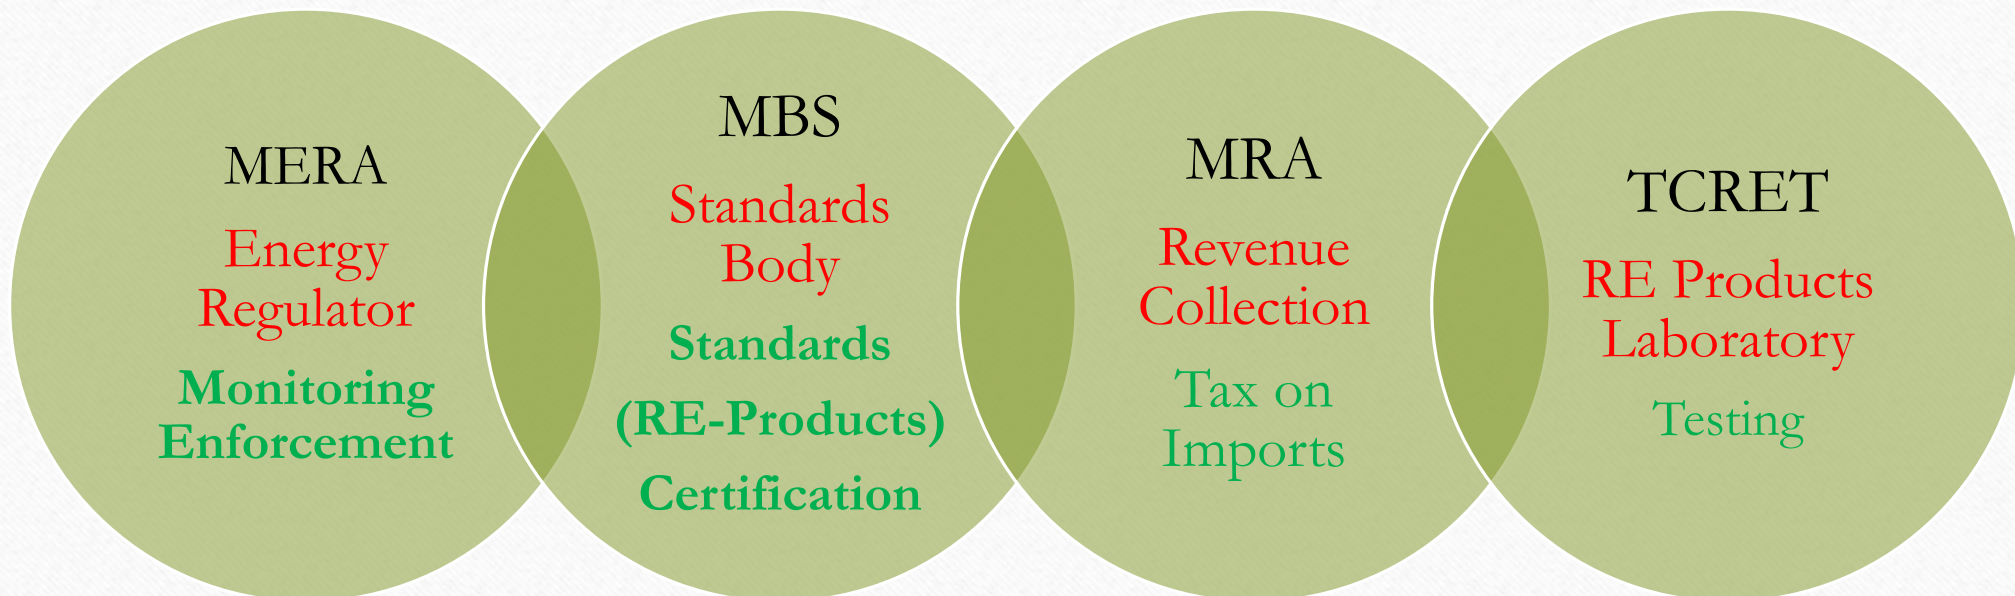 MERA
Energy
Regulator
Monitoring
Enforcement
MBS
Standards
Body
Standards
(RE-Products)
Certification
MRA
Revenue
Collection
Tax on
Imports
TCRET
RE Products
Laboratory
Testing